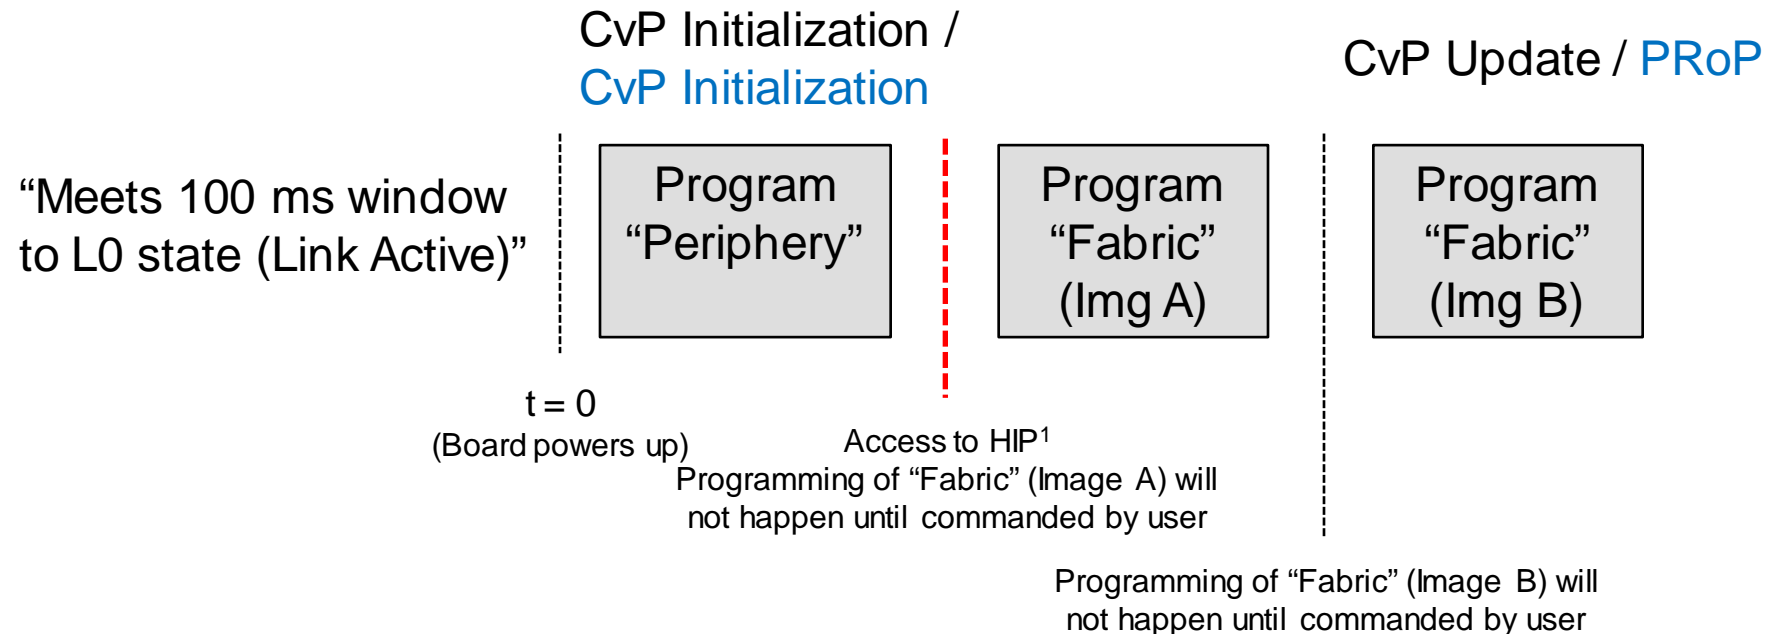 CvP Initialization /
CvP Initialization
CvP Update / PRoP
“Meets 100 ms window
to L0 state (Link Active)”
Program
“Periphery”
Program
“Fabric”
(Img A)
Program
“Fabric”
(Img B)
t = 0
(Board powers up)
Access to HIP¹
Programming of “Fabric” (Image A) will
not happen until commanded by user
Programming of “Fabric” (Image B) will
not happen until commanded by user